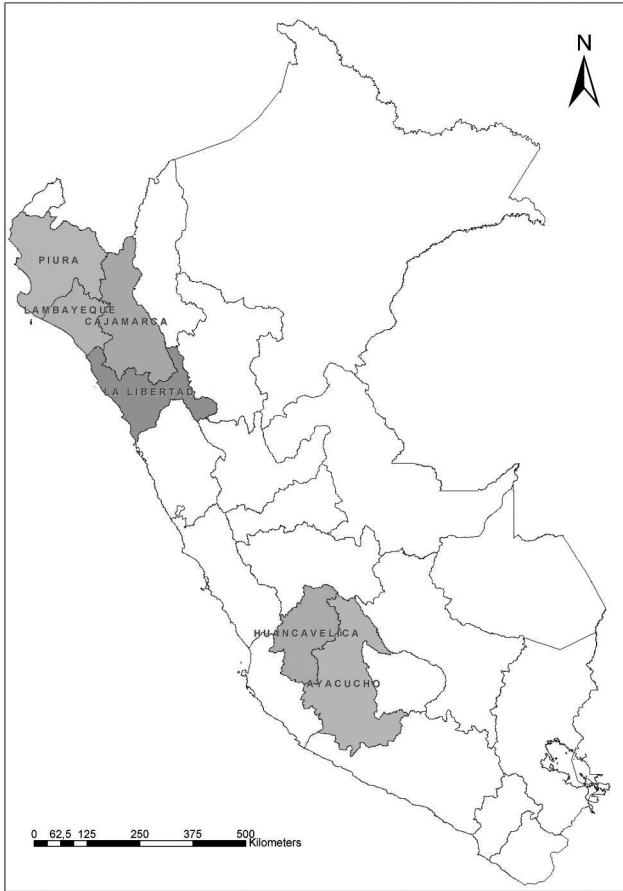 N
PIURA
LAMBAYEQUE
CAJAMARCA
LA LIBERTAD
HUANCAVELICA
AYACUCHO
0 62,5 125 250 375 500
Kilometers